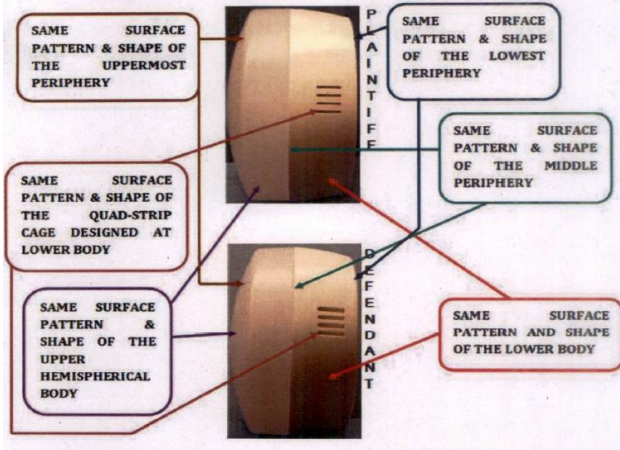 SAME SURFACE
PATTERN & SHAPE OF
THE UPPERMOST
PERIPHERY
PLAINTIFF
SAME SURFACE
PATTERN & SHAPE
OF THE LOWEST
PERIPHERY
SAME SURFACE
PATTERN & SHAPE
OF THE MIDDLE
PERIPHERY
SAME SURFACE
PATTERN & SHAPE OF
THE QUAD-STRIP
CAGE DESIGNED AT
LOWER BODY
DEFENDANT
SAME SURFACE
PATTERN &
SHAPE OF THE
UPPER
HEMISPHERICAL
BODY
SAME SURFACE
PATTERN AND SHAPE
OF THE LOWER BODY